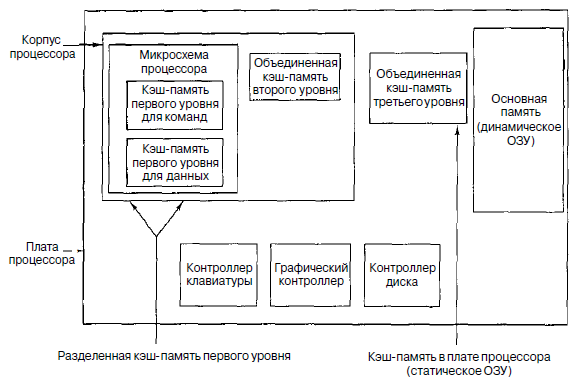 Корпус
процессора
Микросхема
процессора
Кэш-память
первого уровня
для команд
Кэш-память
первого уровня
для данных
Объединенная
кэш-память
второго уровня
Объединенная
кэш-память
третьего уровня
Основная
память
(динамическое
ОЗУ)
Плата
процессора
Контроллер
клавиатуры
Графический
контроллер
Контроллер
диска
Разделенная кэш-память первого уровня
Кэш-память в плате процессора
(статическое ОЗУ)